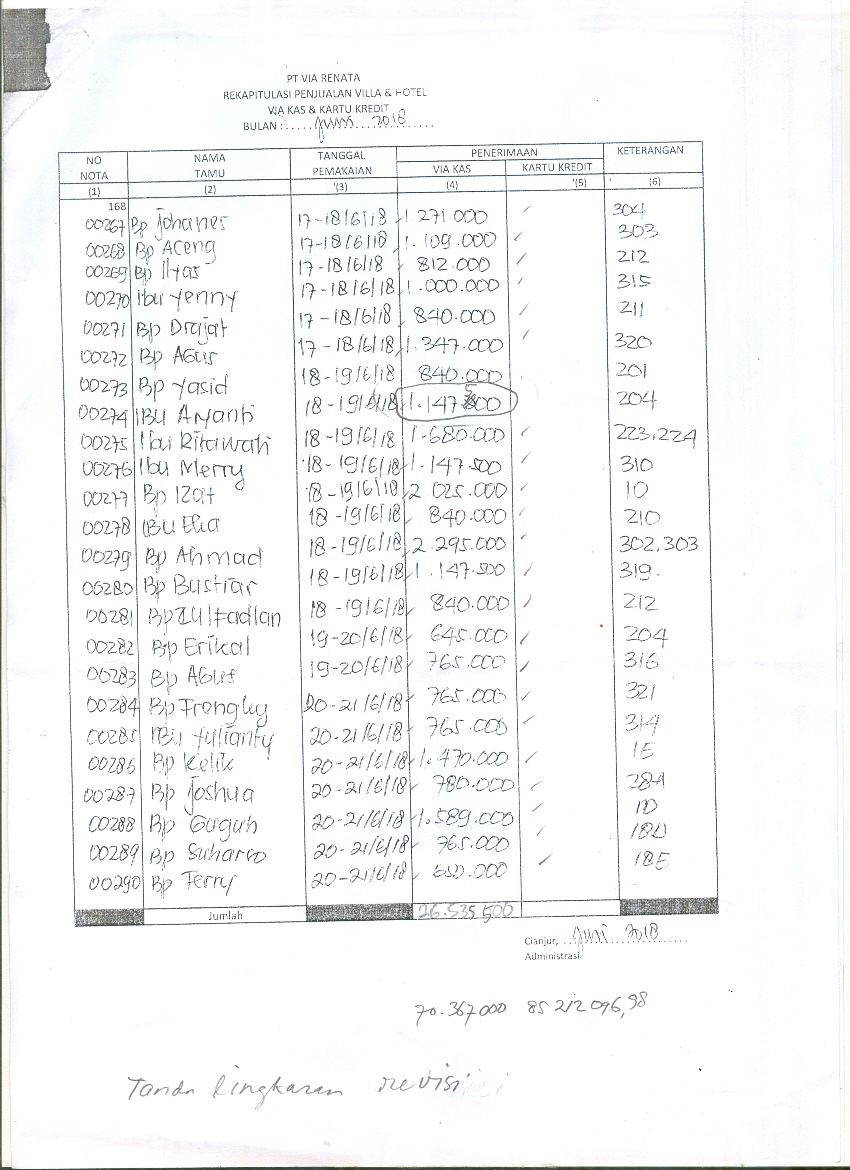 PT VIA RENATA
REKAPITULASI PENJUALAN VILLA & HOTEL
VIA KAS & KARTU KREDIT
BULAN : Juni 2018
NO NOTA NAMA TAMU TANGGAL PEMAKAIAN PENERIMAAN KETERANGAN
VIA KAS KARTU KREDIT
(1) (2) '(3) (4) '(5) ' (6)
168
00267 Bp Johanes 17-18/6/18 1.271.000 304
00268 Bp Aceng 17-18/6/18 1.109.000 303
00269 Bp Ilyas 17-18/6/18 812.000 212
00270 Ibu Yenny 17-18/6/18 1.000.000 315
00271 Bp Drajat 17-18/6/18 840.000 211
00272 Bp Agus 17-18/6/18 1.347.000 320
00273 Bp Yasid 18-19/6/18 840.000 201
00274 IBU Aryanti 18-19/6/18 1.147.500 204
00275 Ibu Ritawati 18-19/6/18 1.680.000 223,224
00276 Ibu Merry 18-19/6/18 1.147.500 310
00277 Bp Izat 18-19/6/18 2.025.000 10
00278 IBU Elia 18-19/6/18 840.000 210
00279 Bp Ahmad 18-19/6/18 2.295.000 302,303
00280 Bp Bustiar 18-19/6/18 1.147.500 319.
00281 Bp Zulfadlan 18-19/6/18 840.000 212
00282 Bp Erikal 19-20/6/18 645.000 204
00283 Bp Agus 19-20/6/18 765.000 316
00284 Bp Frengky 20-21/6/18 765.000 321
00285 IBu Yulianty 20-21/6/18 765.000 314
00286 Bp Kelik 20-21/6/18 1.470.000 1E
00287 Bp Joshua 20-21/6/18 780.000 28A
00288 Bp Guguh 20-21/6/18 1.589.000 1D
00289 Bp Suharso 20-21/6/18 765.000 18D
00290 Bp Ferry 20-21/6/18 650.000 18E
Jumlah 26.535.500
Cianjur, Juni 2018
Administrasi
70.367.000 85 212 096,98
Tanda lingkaran revisi